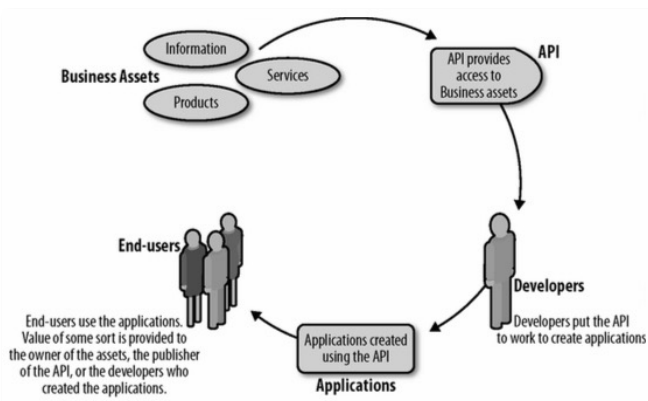 Information
Business Assets
Services
Products
API provides
access to
Business assets
API
Developers
Developers put the API
to work to create applications
Applications created
using the API
Applications
End-users
End-users use the applications.
Value of some sort is provided to
the owner of the assets, the publisher
of the API, or the developers who
created the applications.